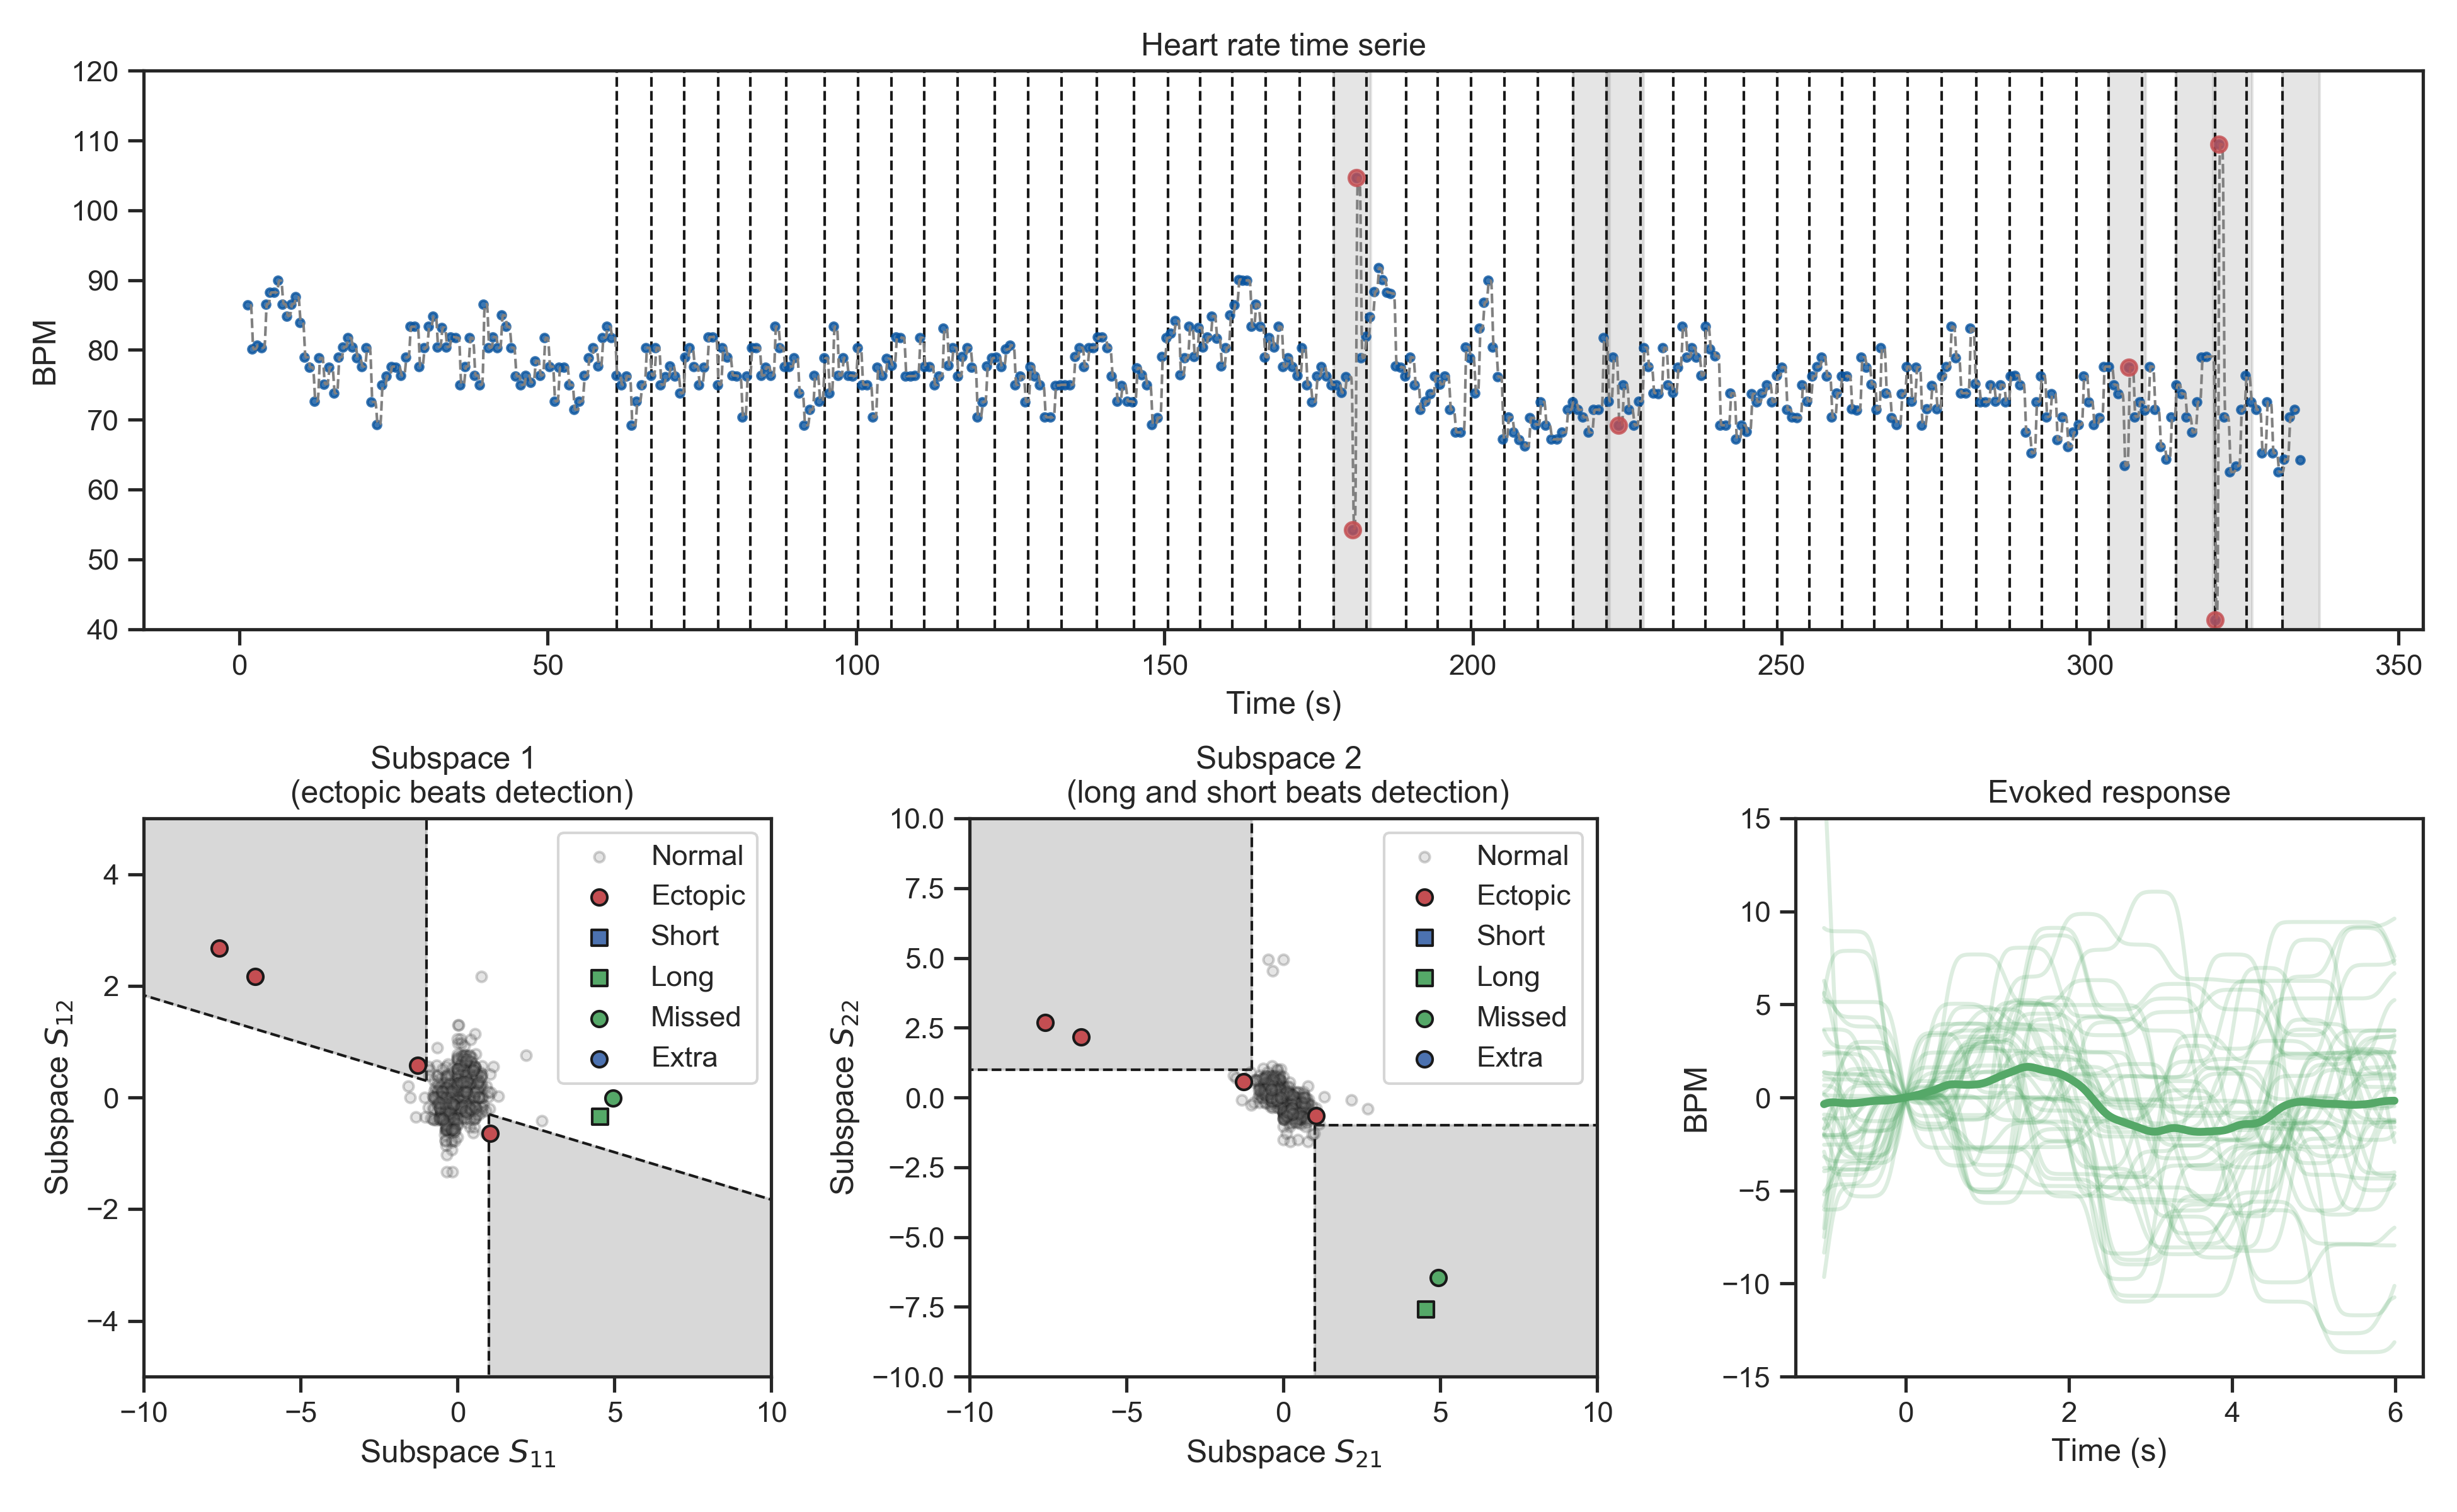 Heart rate time serie
120
110
100
90
80
70
60
50
40
BPM
0 50 100 150 200 250 300 350
Time (s)
Subspace 1
(ectopic beats detection)
4
2
0
−2
−4
Subspace S12
Normal
Ectopic
Short
Long
Missed
Extra
−10 −5 0 5 10
Subspace S11
Subspace 2
(long and short beats detection)
10.0
7.5
5.0
2.5
0.0
−2.5
−5.0
−7.5
−10.0
Subspace S22
Normal
Ectopic
Short
Long
Missed
Extra
−10 −5 0 5 10
Subspace S21
Evoked response
15
10
5
0
−5
−10
−15
BPM
0 2 4 6
Time (s)